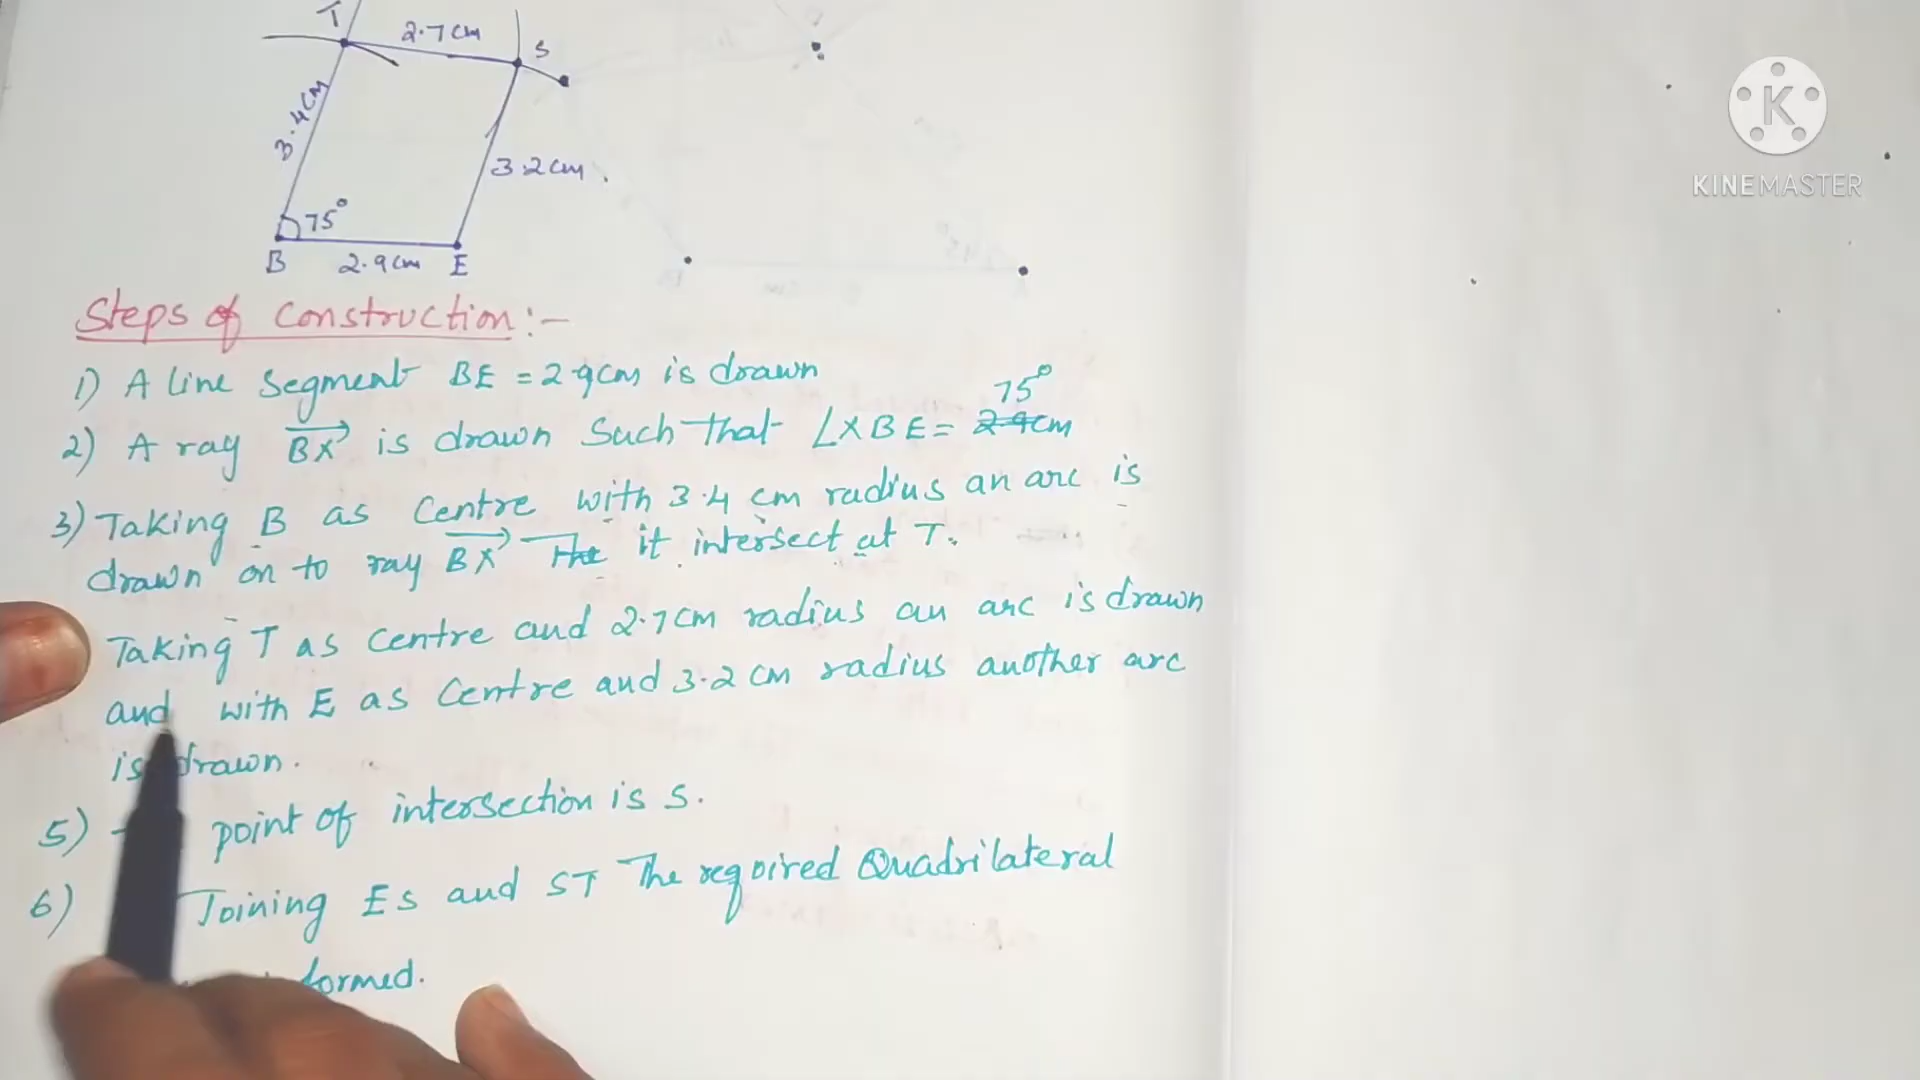 T
2.7cm
S
3.4cm
3.2cm.
75°
B
2.9cm
E
Steps of Construction:-
1) A line segment BE = 2.9cm is drawn
75°
2) A ray BX is drawn Such that ∠XBE = 2.9cm
3) Taking B as Centre with 3.4 cm radius an arc is
drawn on to ray BX The it intersect at T.
Taking T as Centre and 2.7cm radius an arc is drawn
and with E as Centre and 3.2 cm radius another arc
is drawn.
5) point of intersection is S.
6) Joining ES and ST The reqoired Quadrilateral
formed.
K
KINEMASTER